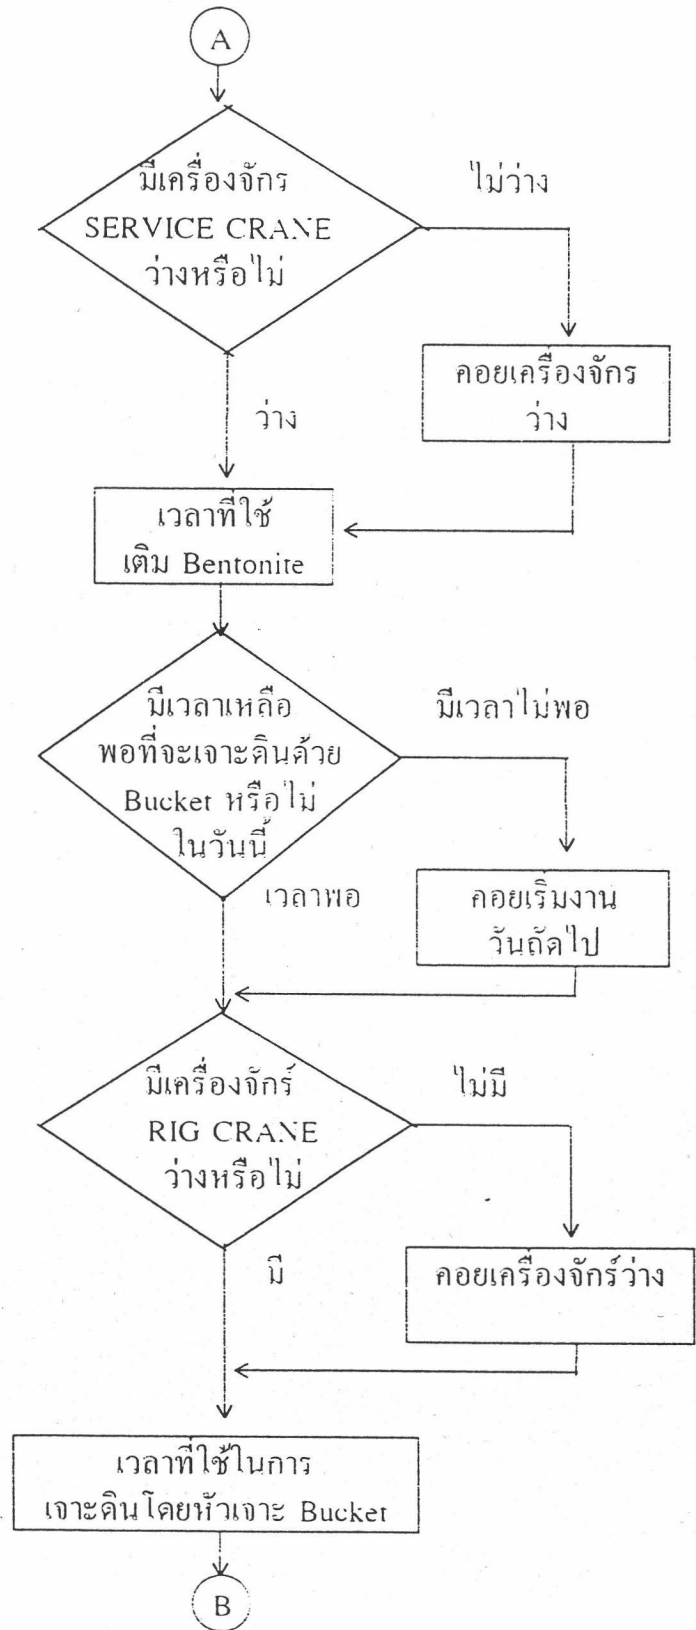 A
มีเครื่องจักร
SERVICE CRANE
ว่างหรือไม่
ไม่ว่าง
คอยเครื่องจักร
ว่าง
ว่าง
เวลาที่ใช้
เติม Bentonite
มีเวลาเหลือ
พอที่จะเจาะดินด้วย
Bucket หรือไม่
ในวันนี้
มีเวลาไม่พอ
เวลาพอ
คอยเริ่มงาน
วันถัดไป
มีเครื่องจักร์
RIG CRANE
ว่างหรือไม่
ไม่มี
มี
คอยเครื่องจักร์ว่าง
เวลาที่ใช้ในการ
เจาะดินโดยหัวเจาะ Bucket
B